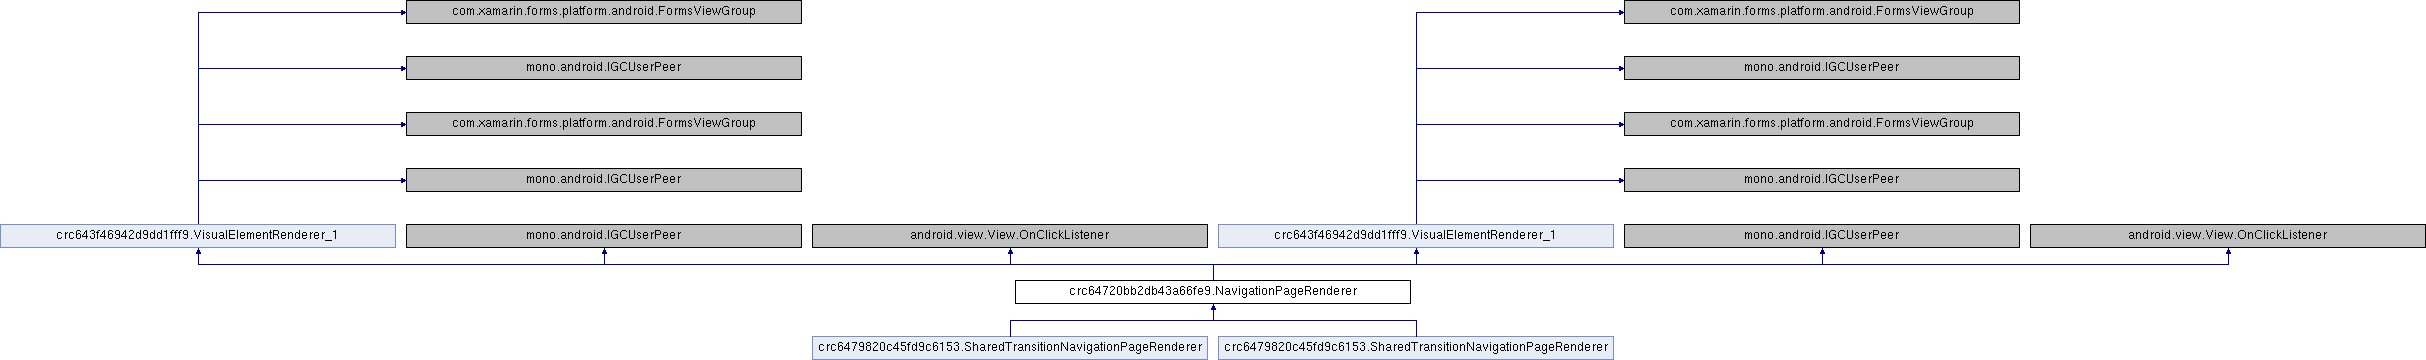 com.xamarin.forms.platform.android.FormsViewGroup
com.xamarin.forms.platform.android.FormsViewGroup
mono.android.IGCUserPeer
mono.android.IGCUserPeer
com.xamarin.forms.platform.android.FormsViewGroup
com.xamarin.forms.platform.android.FormsViewGroup
mono.android.IGCUserPeer
mono.android.IGCUserPeer
crc643f46942d9dd1fff9.VisualElementRenderer_1
mono.android.IGCUserPeer
android.view.View.OnClickListener
crc643f46942d9dd1fff9.VisualElementRenderer_1
mono.android.IGCUserPeer
android.view.View.OnClickListener
crc64720bb2db43a66fe9.NavigationPageRenderer
crc6479820c45fd9c6153.SharedTransitionNavigationPageRenderer
crc6479820c45fd9c6153.SharedTransitionNavigationPageRenderer